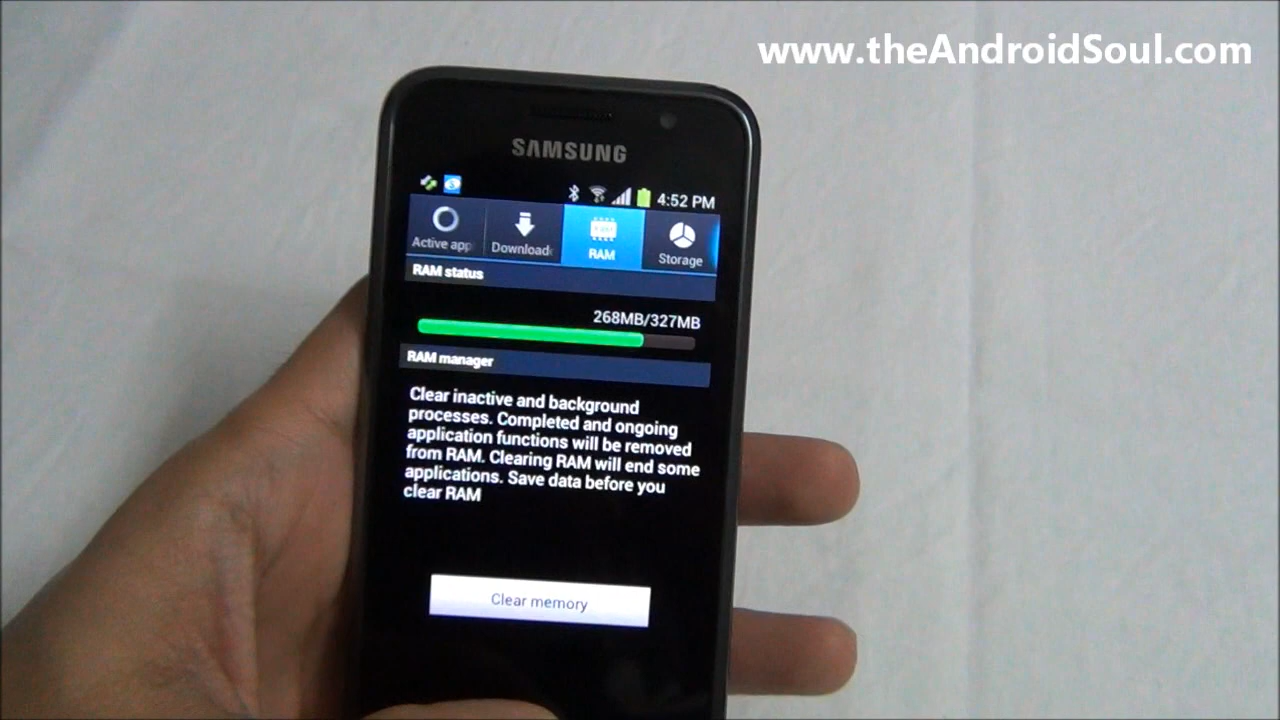 www.theAndroidSoul.com
SAMSUNG
4:52 PM
Active app
Download
RAM
Storage
RAM status
268MB/327MB
RAM manager
Clear inactive and background
processes. Completed and ongoing
application functions will be removed
from RAM. Clearing RAM will end some
applications. Save data before you
clear RAM
Clear memory